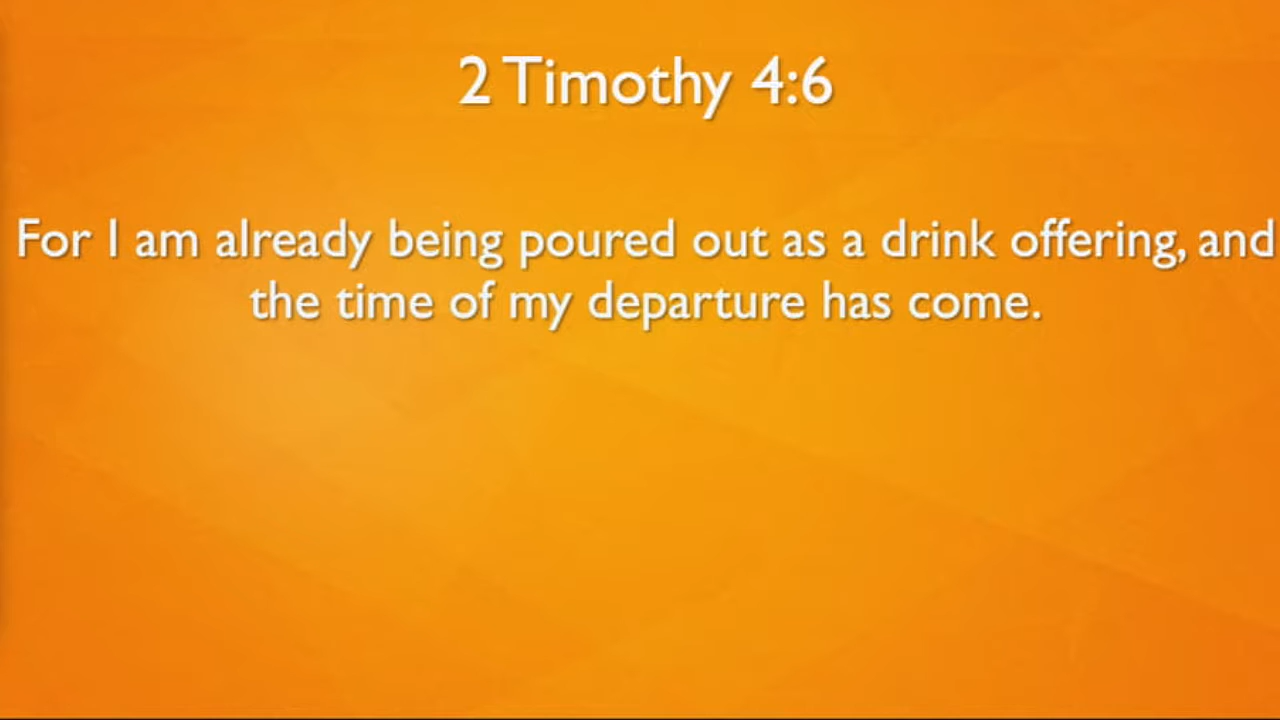 2 Timothy 4:6
For I am already being poured out as a drink offering, and
the time of my departure has come.